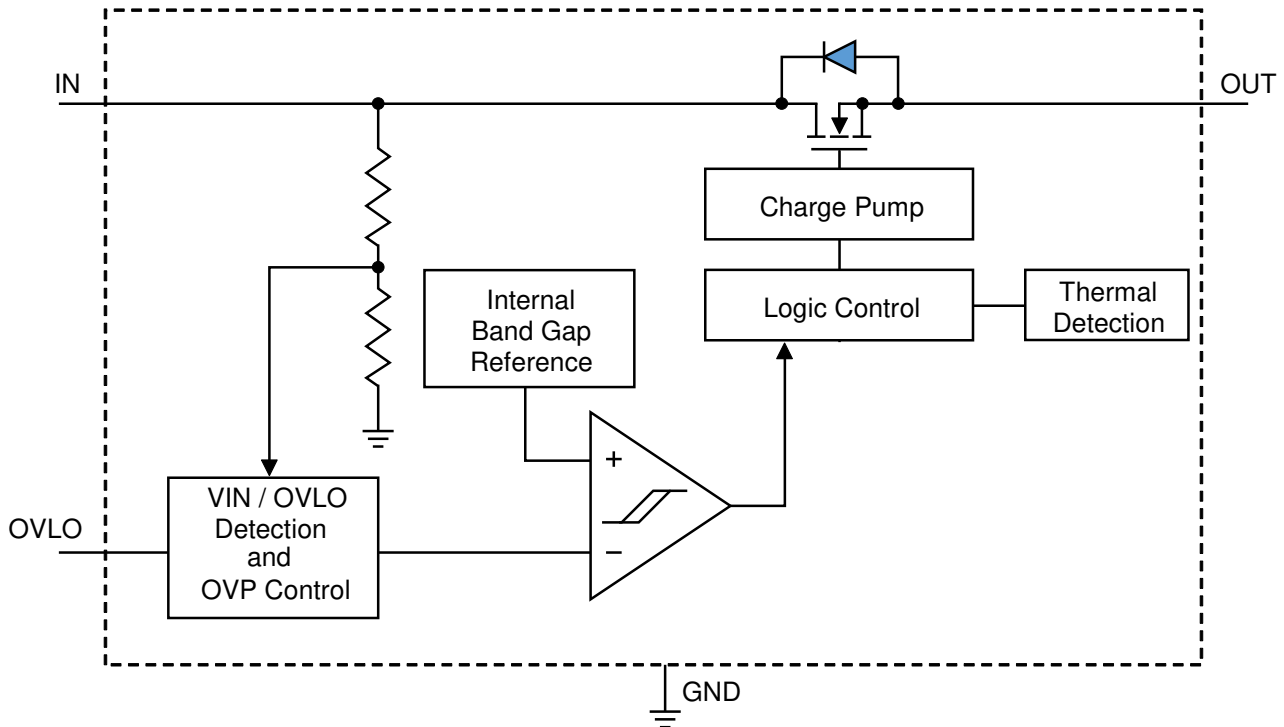 IN
OUT
Charge Pump
Internal
Band Gap
Reference
Logic Control
Thermal
Detection
+
−
OVLO
VIN / OVLO
Detection
and
OVP Control
GND